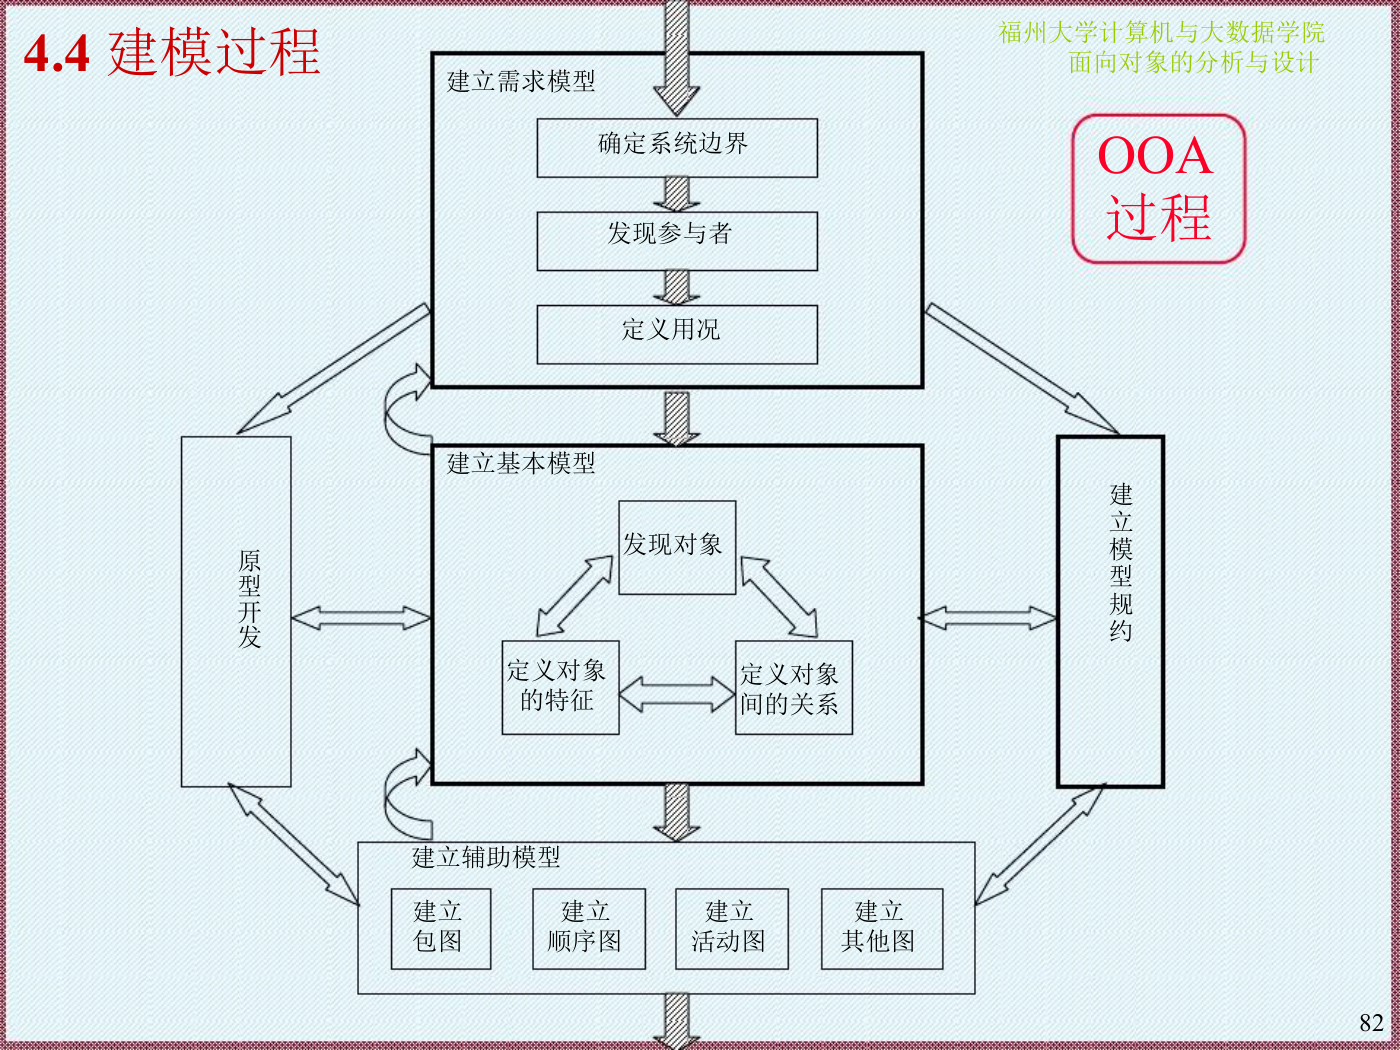 4.4 建模过程
福州大学计算机与大数据学院
面向对象的分析与设计
OOA
过程
建立需求模型
确定系统边界
发现参与者
定义用况
建立基本模型
发现对象
定义对象
的特征
定义对象
间的关系
原型开发
建立模型规约
建立辅助模型
建立
包图
建立
顺序图
建立
活动图
建立
其他图
82